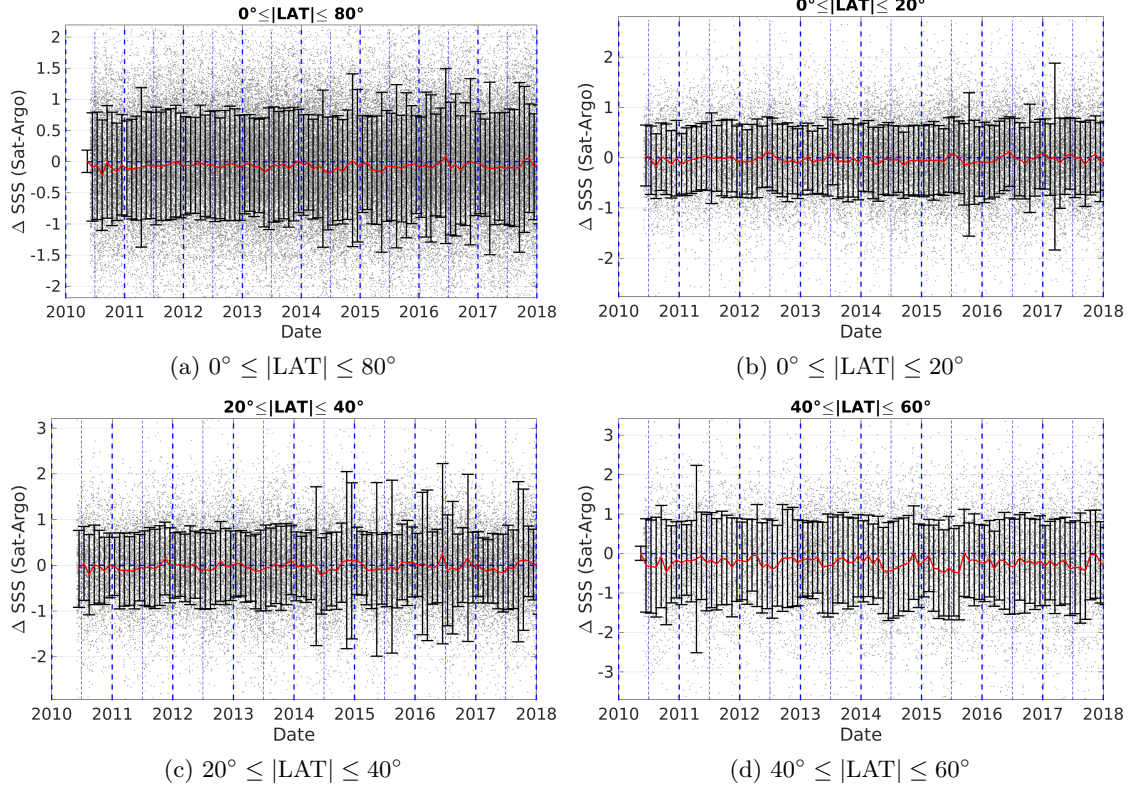 0°≤|LAT|≤ 80°
2
1.5
1
0.5
0
-0.5
-1
-1.5
-2
Δ SSS (Sat-Argo)
2010 2011 2012 2013 2014 2015 2016 2017 2018
Date
(a) 0° ≤ |LAT| ≤ 80°
0°≤|LAT|≤ 20°
2
1
0
-1
-2
Δ SSS (Sat-Argo)
2010 2011 2012 2013 2014 2015 2016 2017 2018
Date
(b) 0° ≤ |LAT| ≤ 20°
20°≤|LAT|≤ 40°
3
2
1
0
-1
-2
Δ SSS (Sat-Argo)
2010 2011 2012 2013 2014 2015 2016 2017 2018
Date
(c) 20° ≤ |LAT| ≤ 40°
40°≤|LAT|≤ 60°
3
2
1
0
-1
-2
-3
Δ SSS (Sat-Argo)
2010 2011 2012 2013 2014 2015 2016 2017 2018
Date
(d) 40° ≤ |LAT| ≤ 60°